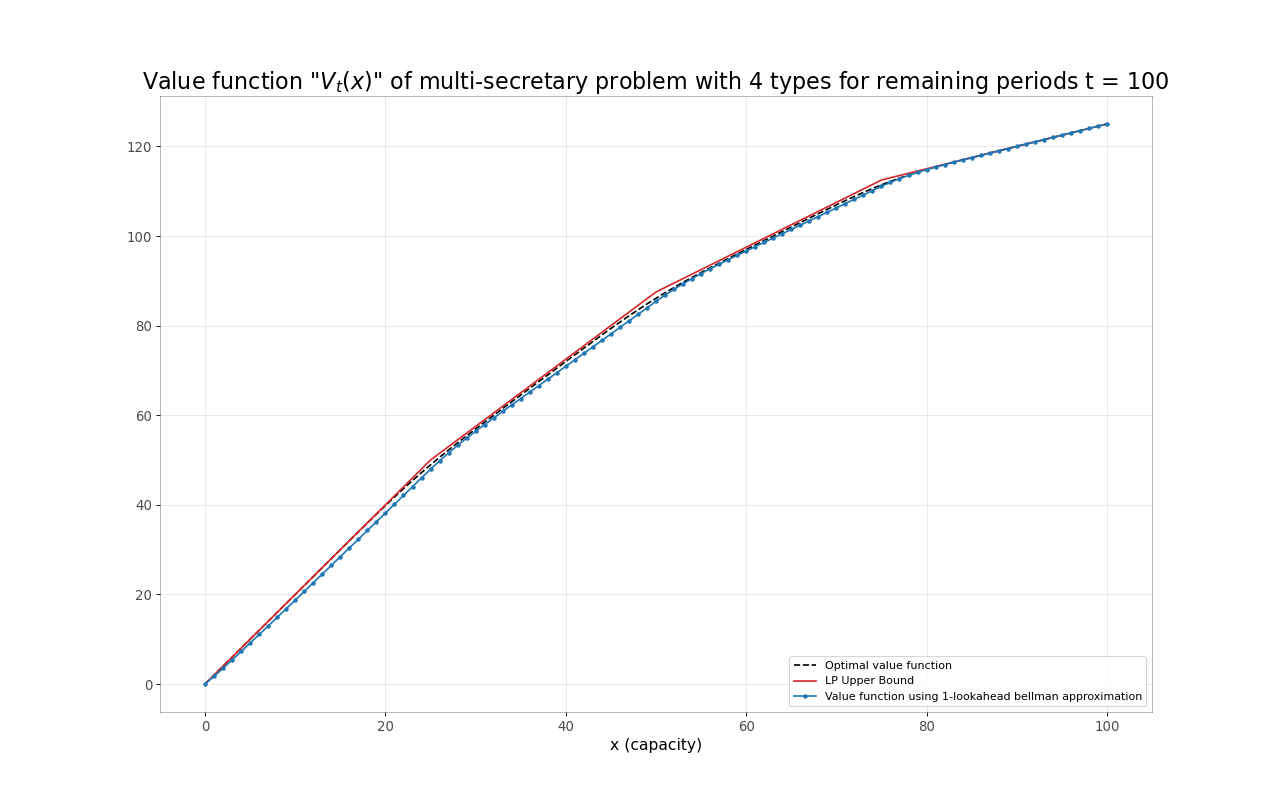 Value function "V_t(x)" of multi-secretary problem with 4 types for remaining periods t = 100
120
100
80
60
40
20
0
Optimal value function
LP Upper Bound
Value function using 1-lookahead bellman approximation
0 20 40 60 80 100
x (capacity)